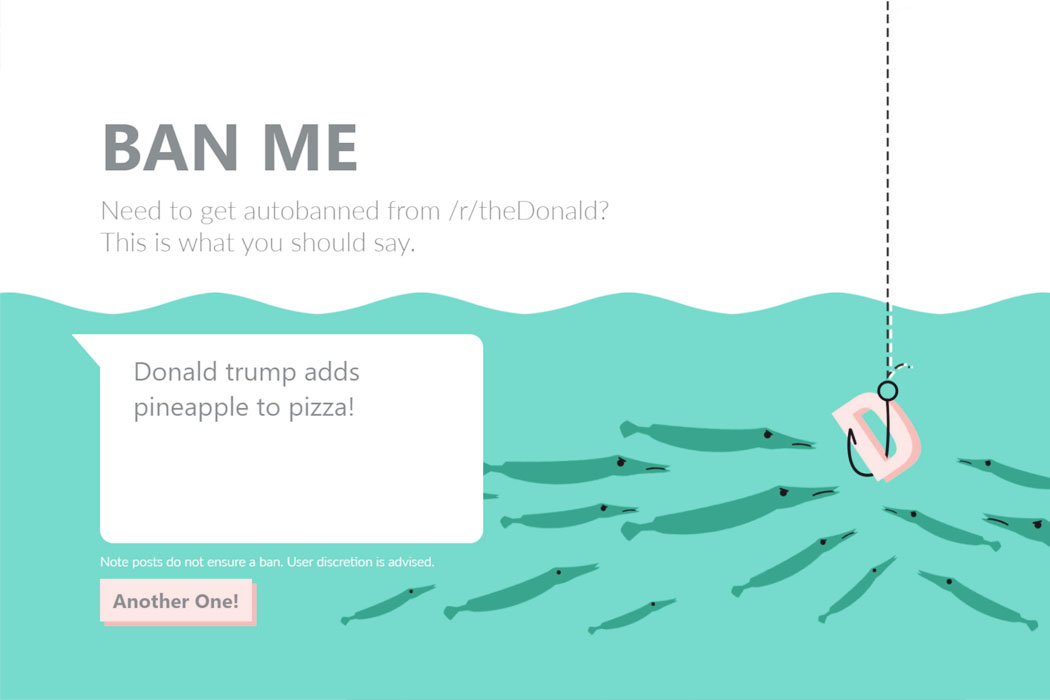 BAN ME
Need to get autobanned from /r/theDonald?
This is what you should say.
Donald trump adds
pineapple to pizza!
D
Note posts do not ensure a ban. User discretion is advised.
Another One!